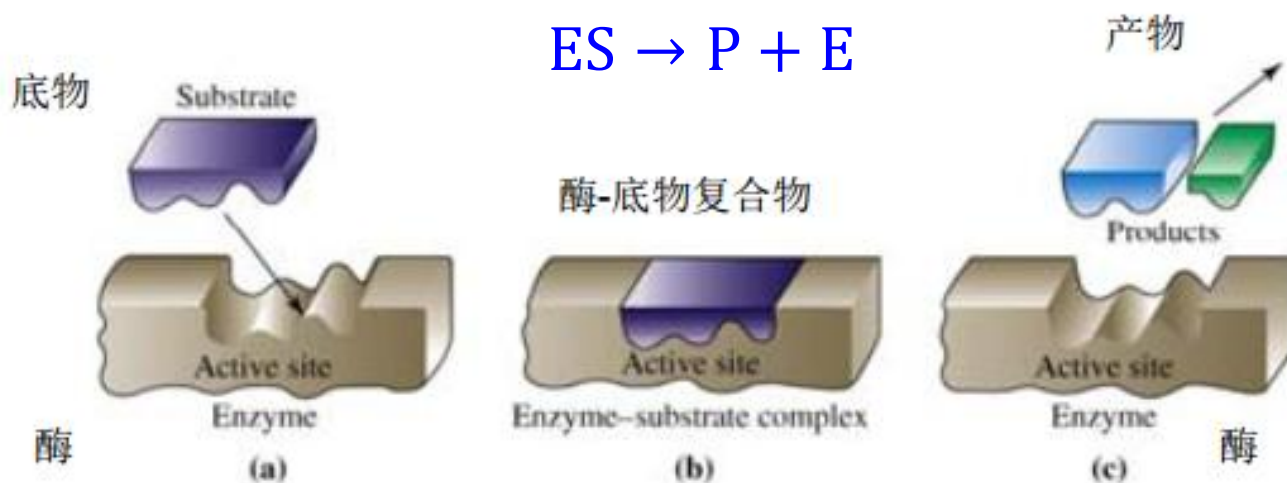 ES → P + E
产物
底物
Substrate
酶-底物复合物
Products
Active site
Active site
Active site
Enzyme
Enzyme–substrate complex
Enzyme
酶
酶
(a)
(b)
(c)